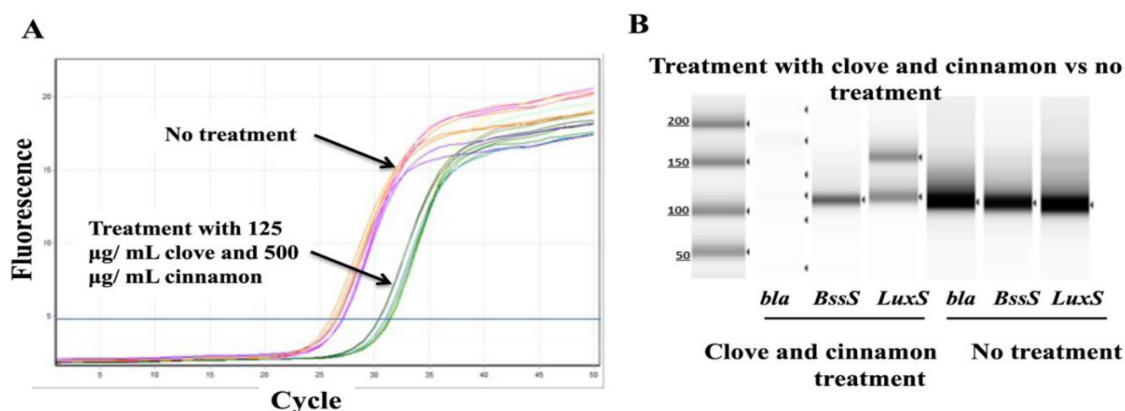 A
Fluorescence
20
15
10
5
No treatment
Treatment with 125
µg/ mL clove and 500
µg/ mL cinnamon
5 10 15 20 25 30 35 40 45 50
Cycle
B
Treatment with clove and cinnamon vs no
treatment
200
150
100
50
bla BssS LuxS bla BssS LuxS
Clove and cinnamon
treatment
No treatment